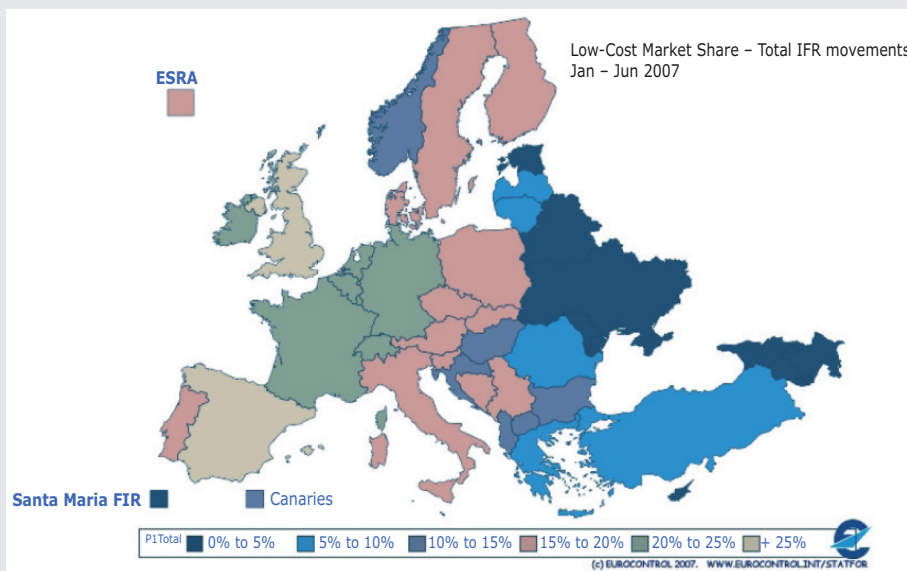 Low-Cost Market Share – Total IFR movements
Jan – Jun 2007
ESRA
Santa Maria FIR
Canaries
P1Total 0% to 5% 5% to 10% 10% to 15% 15% to 20% 20% to 25% + 25%
(c) EUROCONTROL 2007. WWW.EUROCONTROL.INT/STATFOR